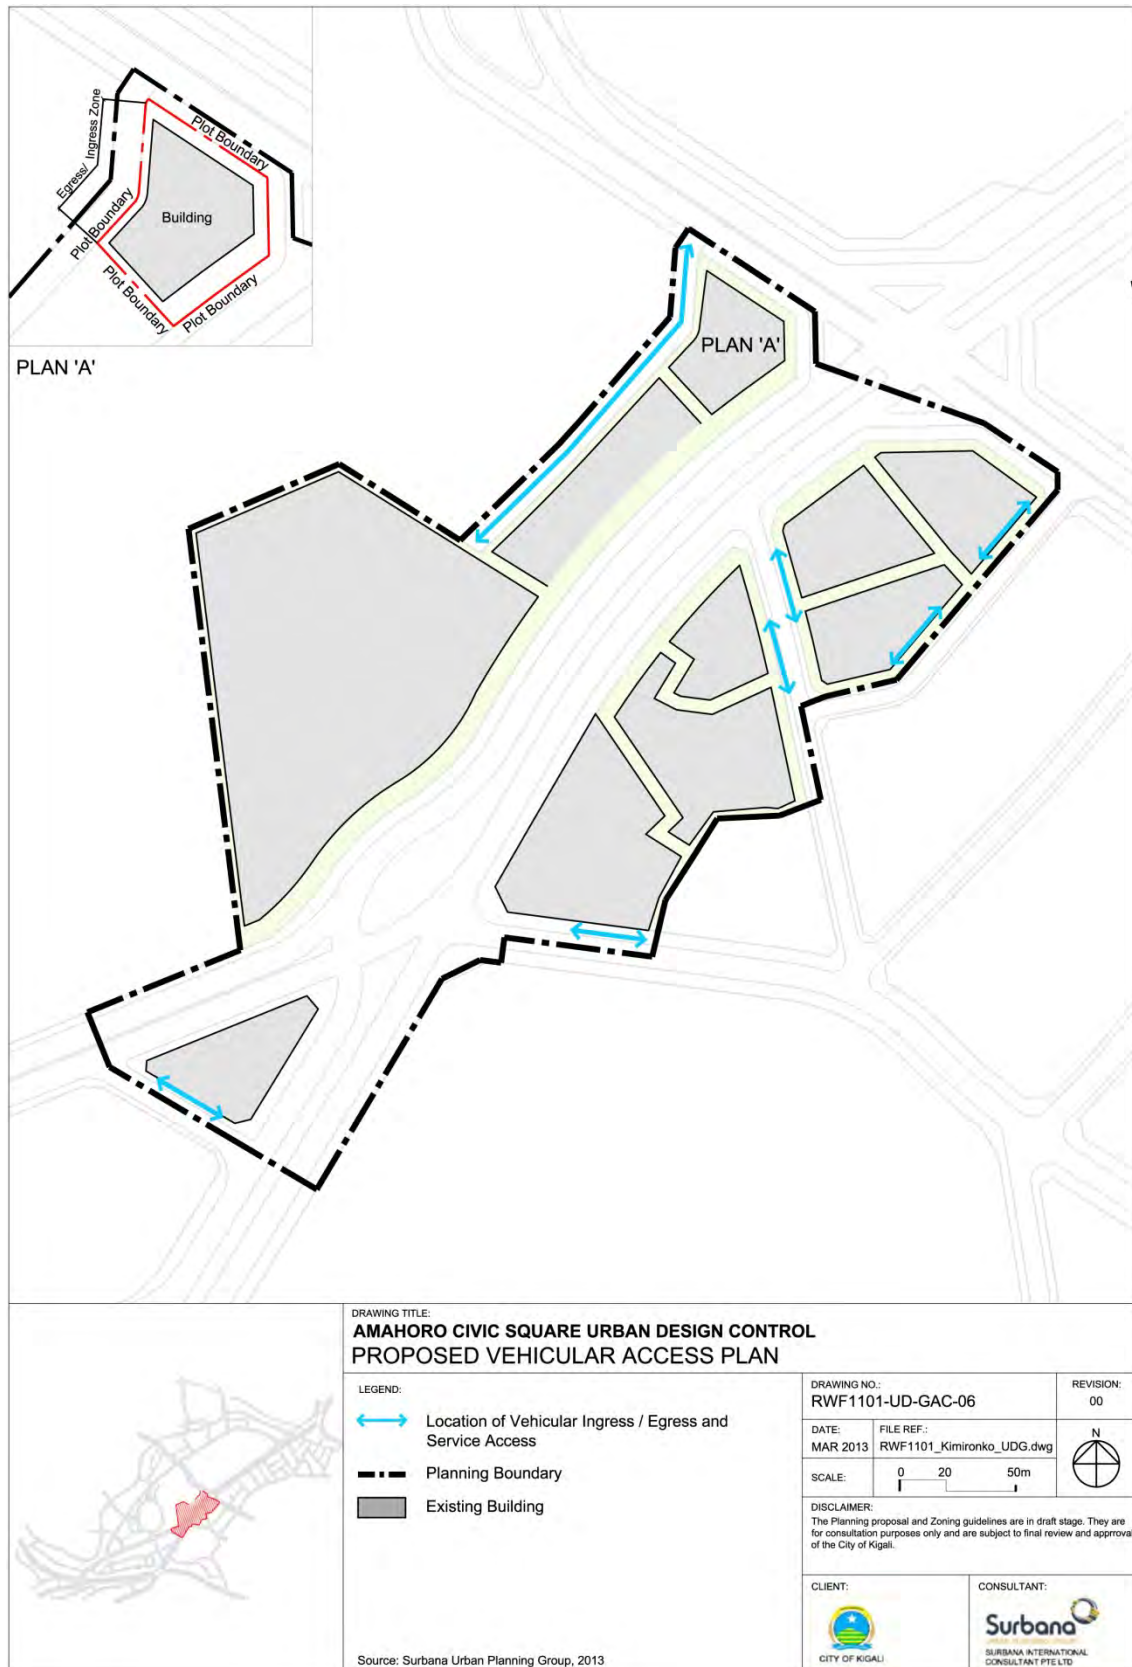 Egress/ Ingress Zone
Plot Boundary
Plot Boundary
Building
Plot Boundary
Plot Boundary
PLAN 'A'
PLAN 'A'
DRAWING TITLE:
AMAHORO CIVIC SQUARE URBAN DESIGN CONTROL
PROPOSED VEHICULAR ACCESS PLAN
LEGEND:
Location of Vehicular Ingress / Egress and
Service Access
Planning Boundary
Existing Building
Source: Surbana Urban Planning Group, 2013
DRAWING NO.:
RWF1101-UD-GAC-06
REVISION:
00
DATE:
MAR 2013
FILE REF.:
RWF1101_Kimironko_UDG.dwg
N
SCALE:
0 20 50m
DISCLAIMER:
The Planning proposal and Zoning guidelines are in draft stage. They are
for consultation purposes only and are subject to final review and apprroval
of the City of Kigali.
CLIENT:
CITY OF KIGALI
CONSULTANT:
Surbana
SURBANA INTERNATIONAL
CONSULTANT PTE LTD